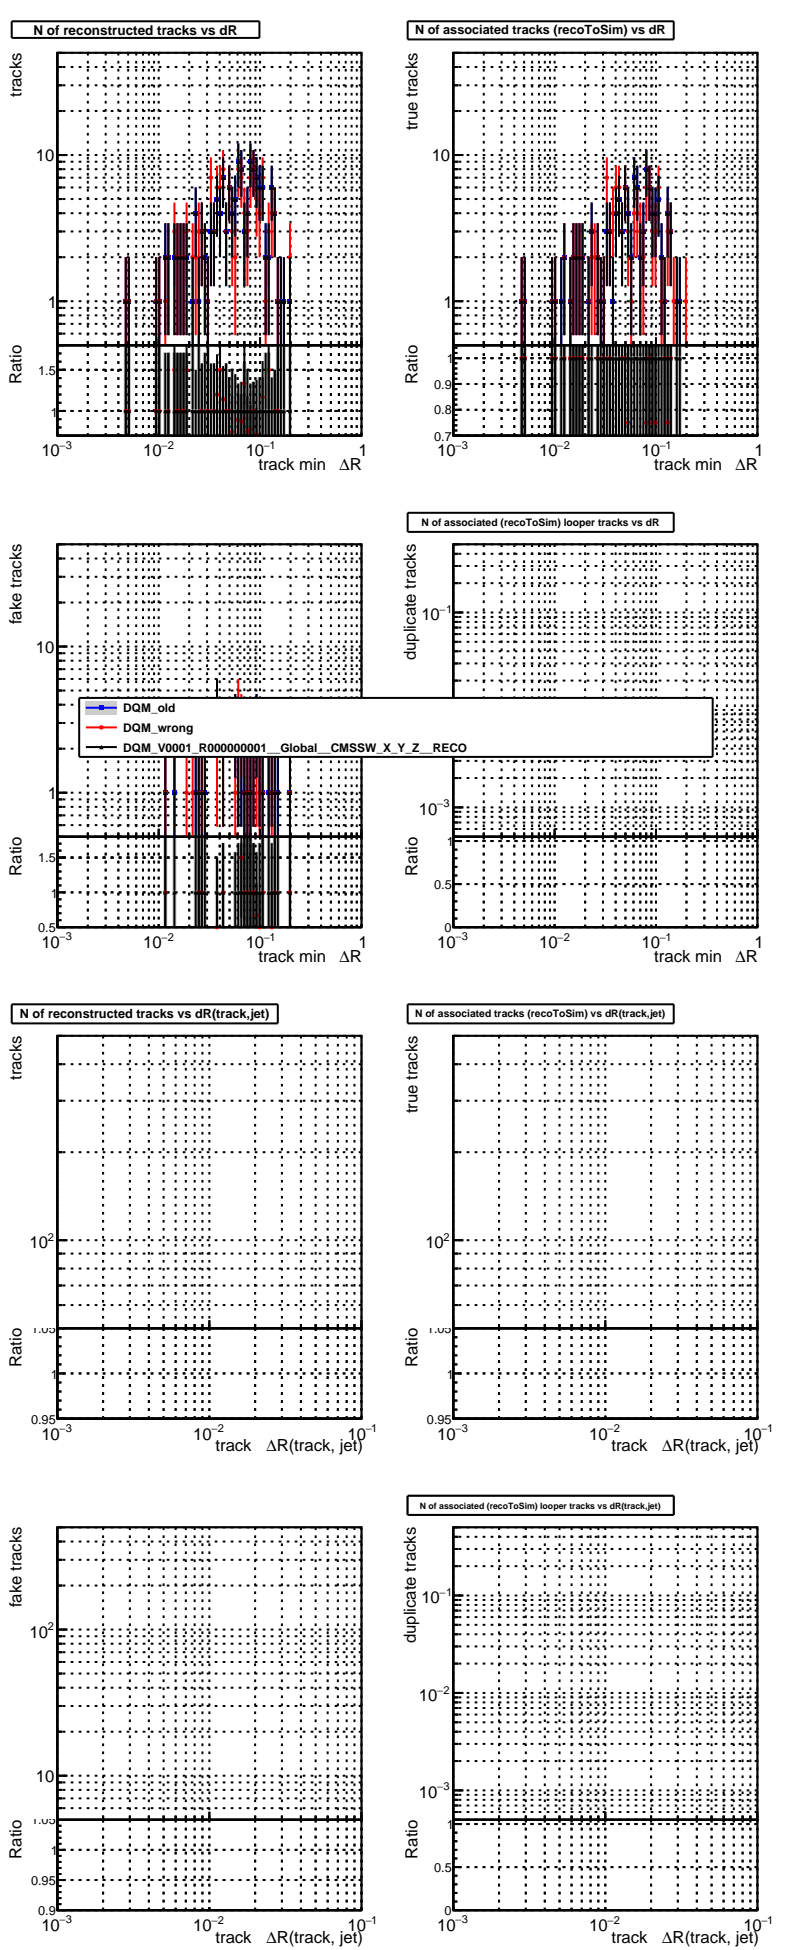 N of reconstructed tracks vs dR
N of associated tracks (recoToSim) vs dR
tracks
10
1
Ratio
1.5
1
10⁻³ 10⁻² 10⁻¹ 1
track min ΔR
true tracks
10
1
Ratio
1
0.9
0.8
0.7
10⁻³ 10⁻² 10⁻¹ 1
track min ΔR
N of associated (recoToSim) looper tracks vs dR
fake tracks
10
1
Ratio
1.5
1
0.5
10⁻³ 10⁻² 10⁻¹ 1
track min ΔR
duplicate tracks
10⁻¹
10⁻³
Ratio
1
0.5
0
10⁻³ 10⁻² 10⁻¹ 1
track min ΔR
DQM_old
DQM_wrong
DQM_V0001_R000000001__Global__CMSSW_X_Y_Z__RECO
N of reconstructed tracks vs dR(track,jet)
N of associated tracks (recoToSim) vs dR(track,jet)
tracks
10²
Ratio
1.05
1
0.95
10⁻³ 10⁻² 10⁻¹
track ΔR(track, jet)
true tracks
10²
Ratio
1.05
1
0.95
10⁻³ 10⁻² 10⁻¹
track ΔR(track, jet)
N of associated (recoToSim) looper tracks vs dR(track,jet)
fake tracks
10²
10
Ratio
1.05
1
0.95
0.9
10⁻³ 10⁻² 10⁻¹
track ΔR(track, jet)
duplicate tracks
10⁻¹
10⁻²
10⁻³
Ratio
1
0.5
0
10⁻³ 10⁻² 10⁻¹
track ΔR(track, jet)